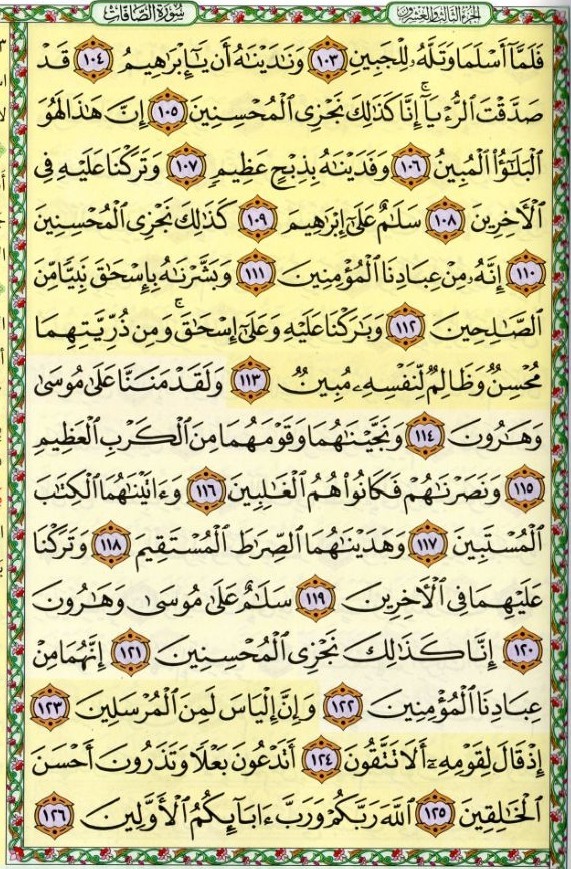 الجزء الثالث والعشرون
سورة الصافات
فَلَمَّآ أَسْلَمَا وَتَلَّهُۥ لِلْجَبِينِ ١٠٣ وَنَٰدَيْنَٰهُ أَن يَٰٓإِبْرَٰهِيمُ ١٠٤ قَدْ
صَدَّقْتَ ٱلرُّءْيَآ ۚ إِنَّا كَذَٰلِكَ نَجْزِى ٱلْمُحْسِنِينَ ١٠٥ إِنَّ هَٰذَا لَهُوَ
ٱلْبَلَٰٓؤُا۟ ٱلْمُبِينُ ١٠٦ وَفَدَيْنَٰهُ بِذِبْحٍ عَظِيمٍ ١٠٧ وَتَرَكْنَا عَلَيْهِ فِى
ٱلْءَاخِرِينَ ١٠٨ سَلَٰمٌ عَلَىٰٓ إِبْرَٰهِيمَ ١٠٩ كَذَٰلِكَ نَجْزِى ٱلْمُحْسِنِينَ
١١٠ إِنَّهُۥ مِنْ عِبَادِنَا ٱلْمُؤْمِنِينَ ١١١ وَبَشَّرْنَٰهُ بِإِسْحَٰقَ نَبِيًّا مِّنَ
ٱلصَّٰلِحِينَ ١١٢ وَبَٰرَكْنَا عَلَيْهِ وَعَلَىٰٓ إِسْحَٰقَ ۚ وَمِن ذُرِّيَّتِهِمَا
مُحْسِنٌ وَظَالِمٌ لِّنَفْسِهِۦ مُبِينٌ ١١٣ وَلَقَدْ مَنَنَّا عَلَىٰ مُوسَىٰ
وَهَٰرُونَ ١١٤ وَنَجَّيْنَٰهُمَا وَقَوْمَهُمَا مِنَ ٱلْكَرْبِ ٱلْعَظِيمِ
١١٥ وَنَصَرْنَٰهُمْ فَكَانُوا۟ هُمُ ٱلْغَٰلِبِينَ ١١٦ وَءَاتَيْنَٰهُمَا ٱلْكِتَٰبَ
ٱلْمُسْتَبِينَ ١١٧ وَهَدَيْنَٰهُمَا ٱلصِّرَٰطَ ٱلْمُسْتَقِيمَ ١١٨ وَتَرَكْنَا
عَلَيْهِمَا فِى ٱلْءَاخِرِينَ ١١٩ سَلَٰمٌ عَلَىٰ مُوسَىٰ وَهَٰرُونَ
١٢٠ إِنَّا كَذَٰلِكَ نَجْزِى ٱلْمُحْسِنِينَ ١٢١ إِنَّهُمَا مِنْ
عِبَادِنَا ٱلْمُؤْمِنِينَ ١٢٢ وَإِنَّ إِلْيَاسَ لَمِنَ ٱلْمُرْسَلِينَ ١٢٣
إِذْ قَالَ لِقَوْمِهِۦٓ أَلَا تَتَّقُونَ ١٢٤ أَتَدْعُونَ بَعْلًا وَتَذَرُونَ أَحْسَنَ
ٱلْخَٰلِقِينَ ١٢٥ ٱللَّهَ رَبَّكُمْ وَرَبَّ ءَابَآئِكُمُ ٱلْأَوَّلِينَ ١٢٦